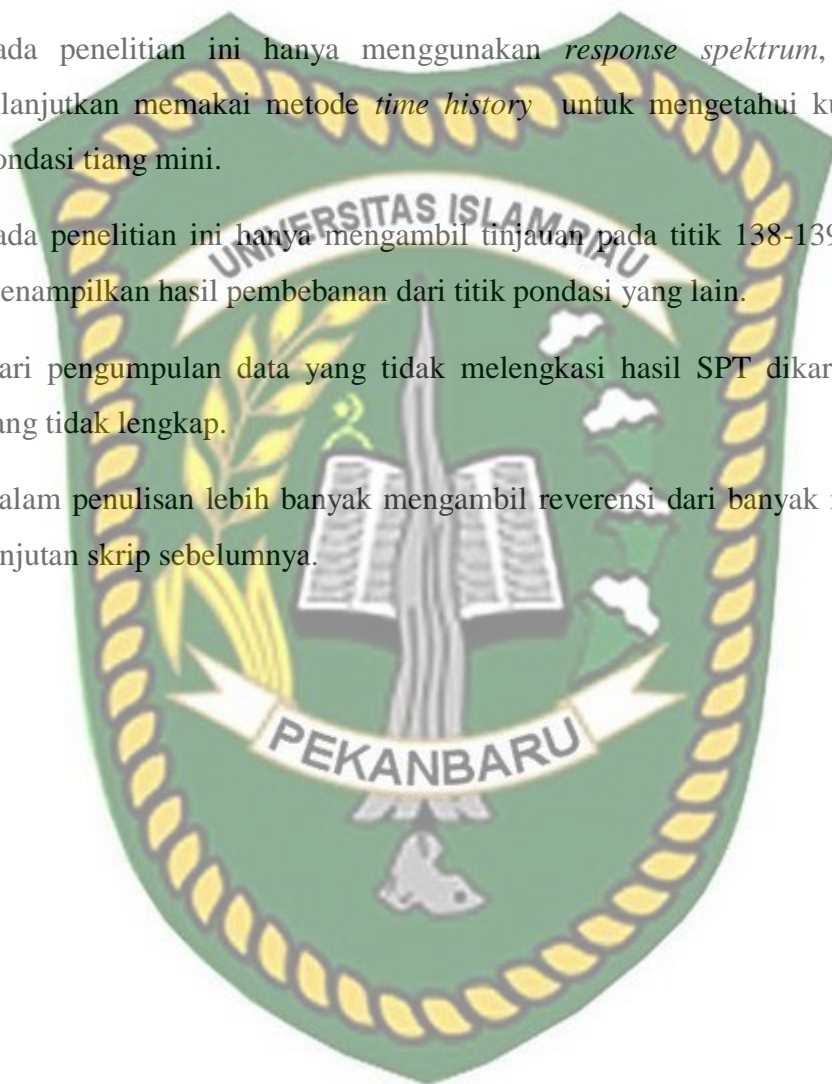 ada penelitian ini hanya menggunakan response spektrum,
lanjutkan memakai metode time history untuk mengetahui ku
ondasi tiang mini.
UNIVERSITAS ISLAM RIAU
ada penelitian ini hanya mengambil tinjauan pada titik 138-139
enampilkan hasil pembebanan dari titik pondasi yang lain.
ari pengumpulan data yang tidak melengkasi hasil SPT dikar
ang tidak lengkap.
alam penulisan lebih banyak mengambil reverensi dari banyak
njutan skrip sebelumnya.
PEKANBARU